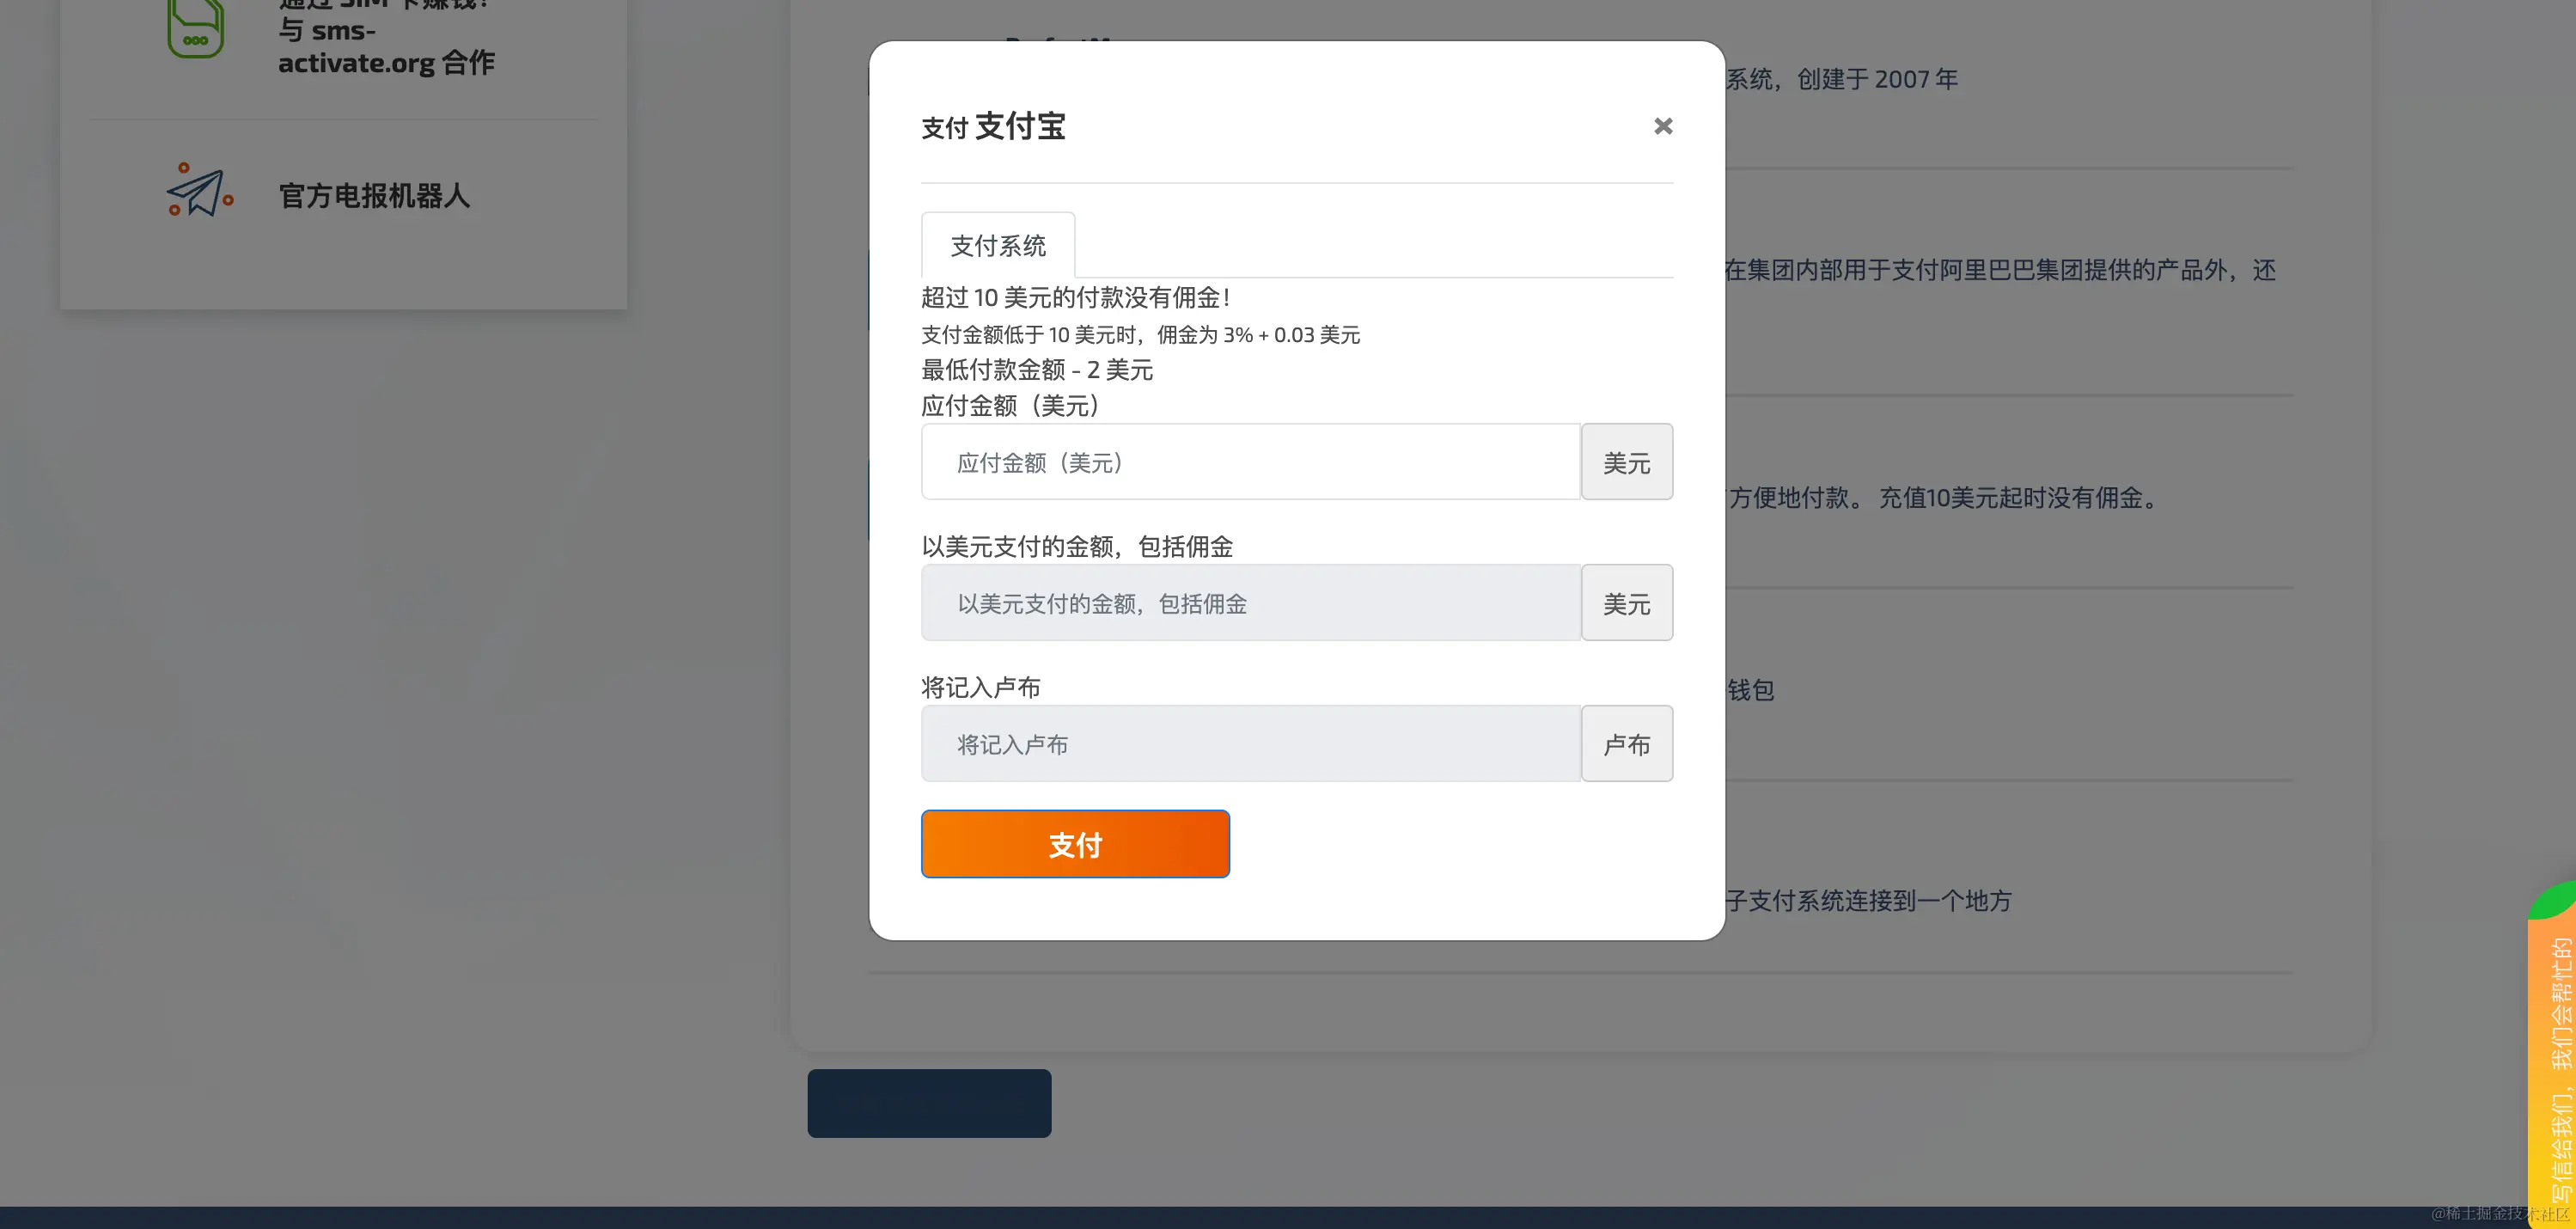 与 sms-
activate.org 合作
官方电报机器人
系统，创建于 2007 年
在集团内部用于支付阿里巴巴集团提供的产品外，还
方便地付款。 充值10美元起时没有佣金。
钱包
子支付系统连接到一个地方
支付 支付宝
×
支付系统
超过 10 美元的付款没有佣金！
支付金额低于 10 美元时，佣金为 3% + 0.03 美元
最低付款金额 - 2 美元
应付金额（美元）
应付金额（美元） 美元
以美元支付的金额，包括佣金
以美元支付的金额，包括佣金 美元
将记入卢布
将记入卢布 卢布
支付
写信给我们， 我们会帮忙的
@稀土掘金技术社区